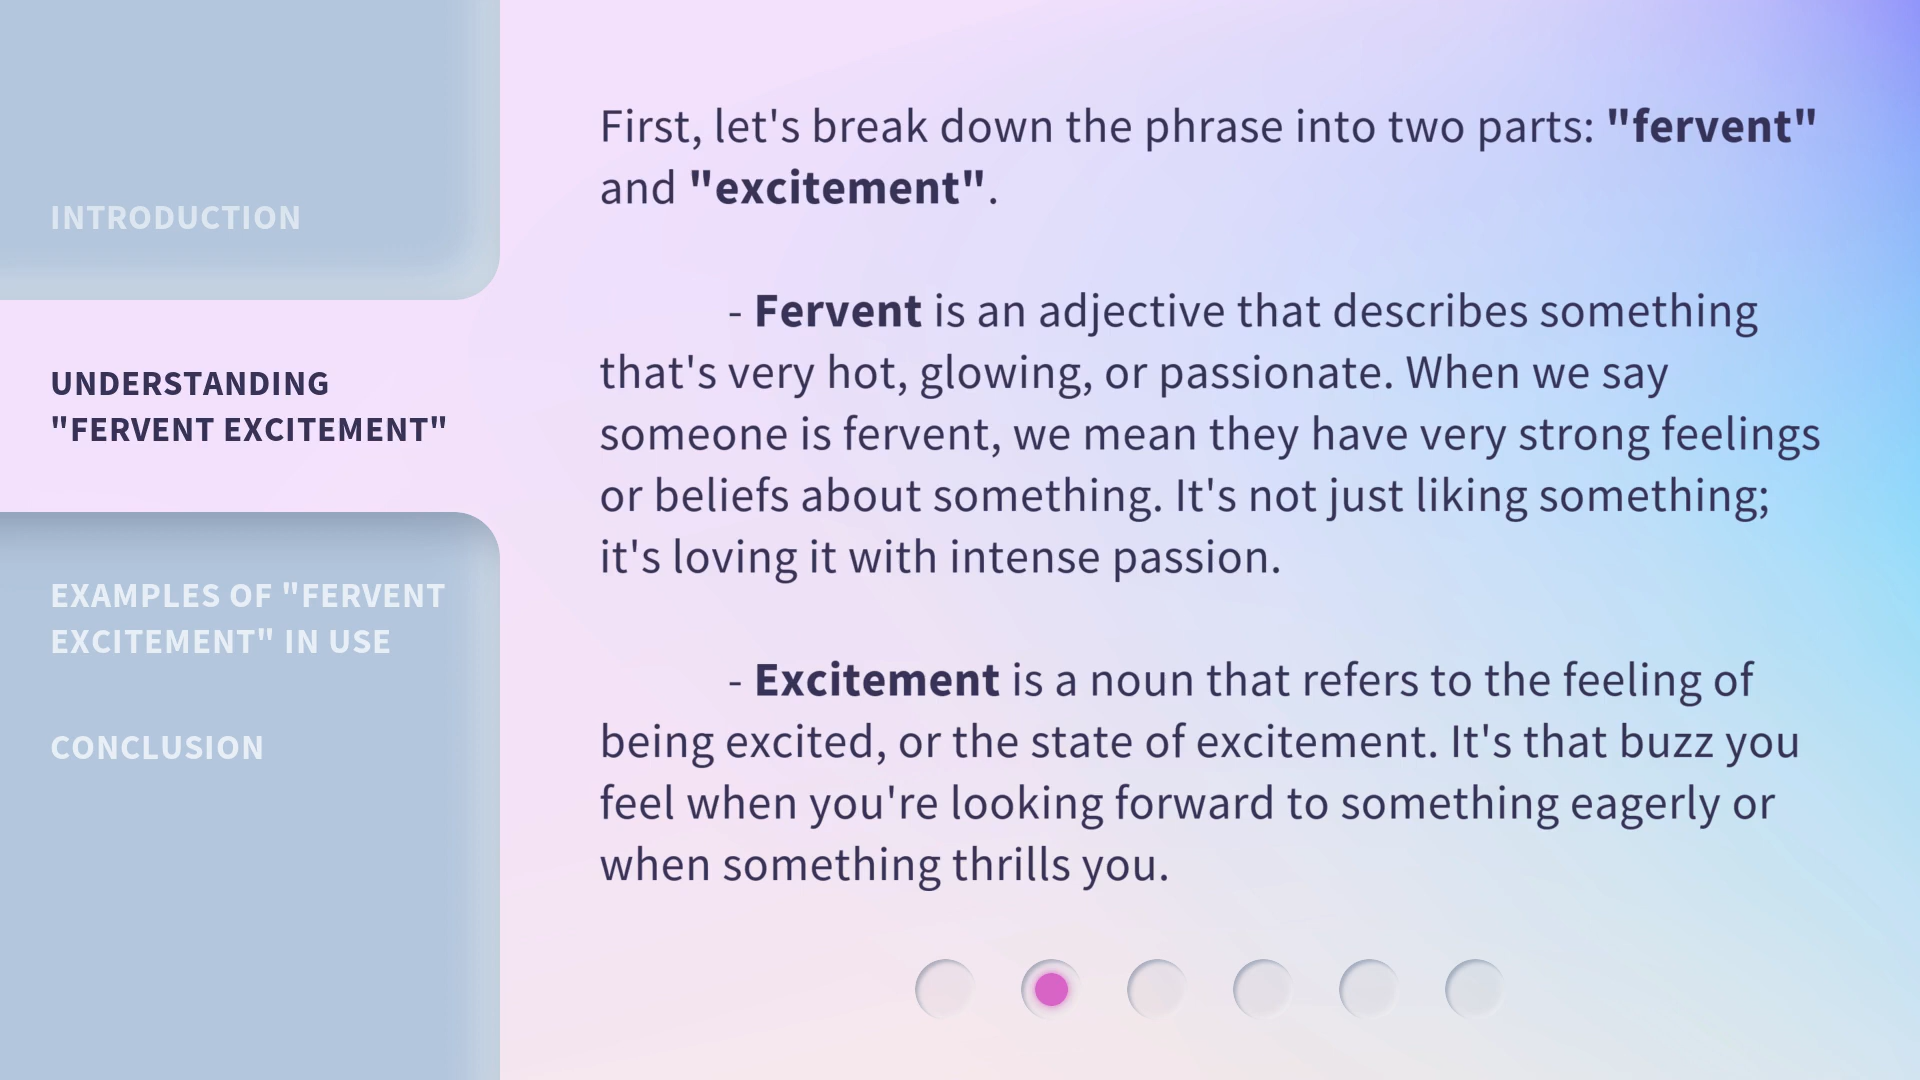 INTRODUCTION
UNDERSTANDING
"FERVENT EXCITEMENT"
EXAMPLES OF "FERVENT
EXCITEMENT" IN USE
CONCLUSION
First, let's break down the phrase into two parts: "fervent"
and "excitement".
- Fervent is an adjective that describes something
that's very hot, glowing, or passionate. When we say
someone is fervent, we mean they have very strong feelings
or beliefs about something. It's not just liking something;
it's loving it with intense passion.
- Excitement is a noun that refers to the feeling of
being excited, or the state of excitement. It's that buzz you
feel when you're looking forward to something eagerly or
when something thrills you.